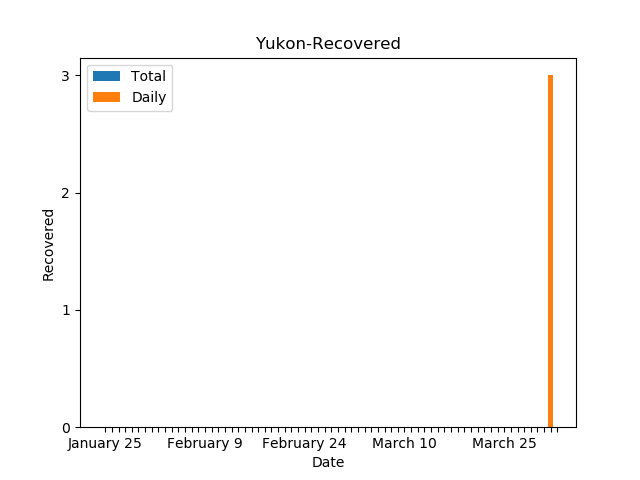 Yukon-Recovered
Total
Daily
3
2
1
0
Recovered
January 25 February 9 February 24 March 10 March 25
Date